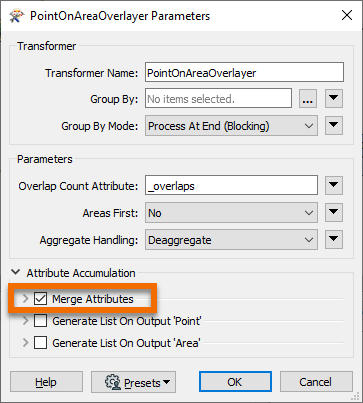 PointOnAreaOverlayer Parameters
Transformer
Transformer Name: PointOnAreaOverlayer
Group By: No items selected. ...
Group By Mode: Process At End (Blocking)
Parameters
Overlap Count Attribute: _overlaps
Areas First: No
Aggregate Handling: Deaggregate
Attribute Accumulation
Merge Attributes
Generate List On Output 'Point'
Generate List On Output 'Area'
Help Presets OK Cancel